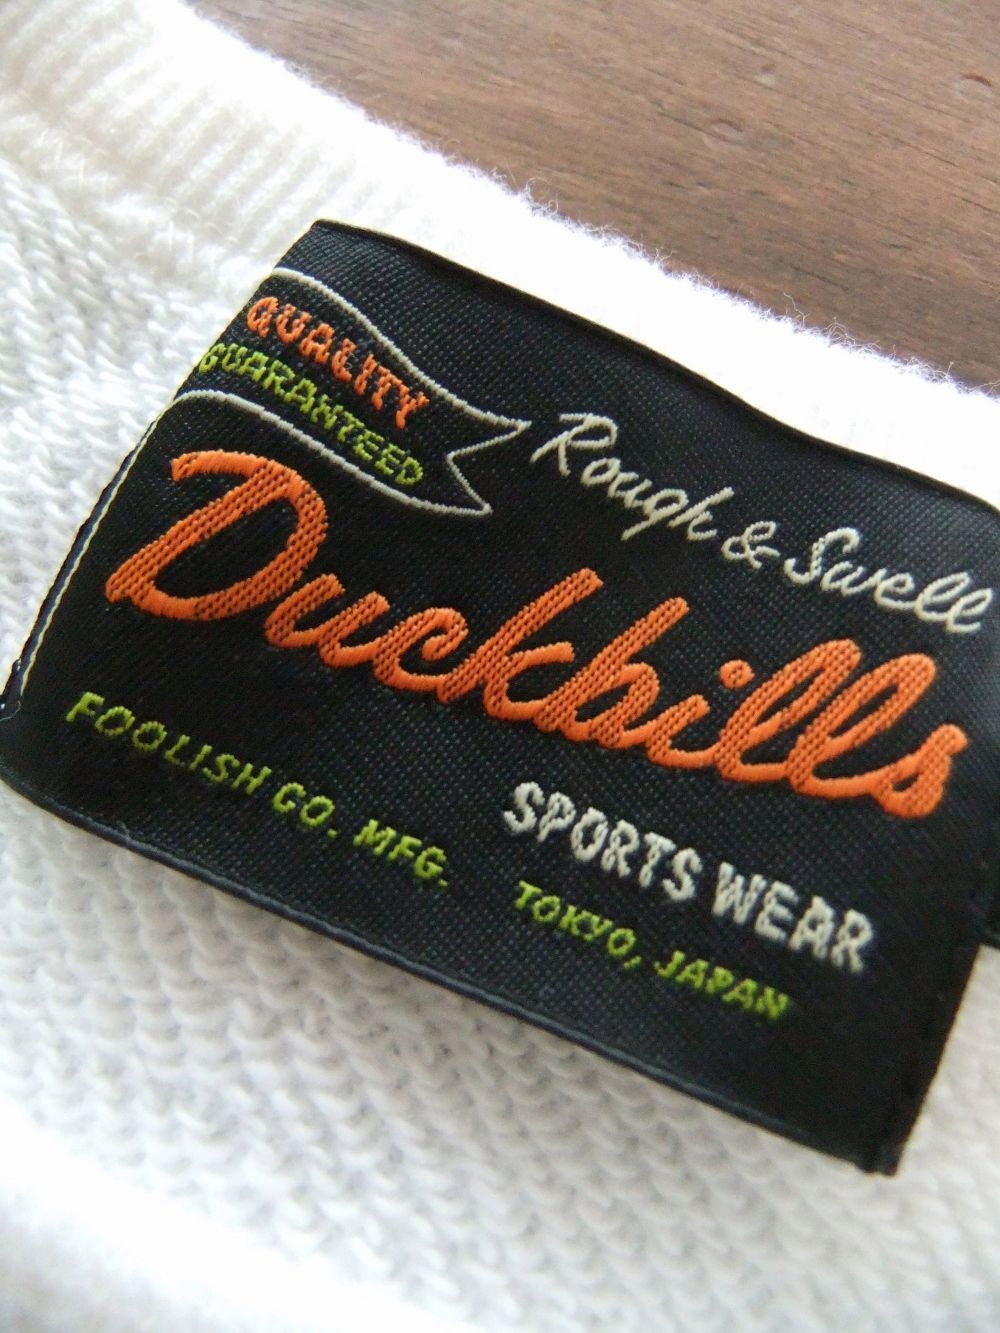 QUALITY
GUARANTEED
Rough & Swell
Duckbills
SPORTS WEAR
FOOLISH CO. MFG. TOKYO, JAPAN